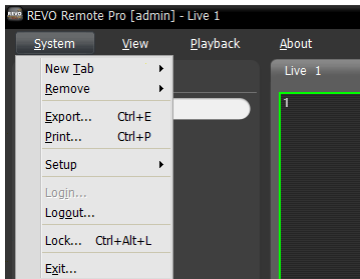 REVO REVO Remote Pro [admin] - Live 1
System View Playback About
Live 1
1
New Tab
Remove
Export... Ctrl+E
Print... Ctrl+P
Setup
Login...
Logout...
Lock... Ctrl+Alt+L
Exit...